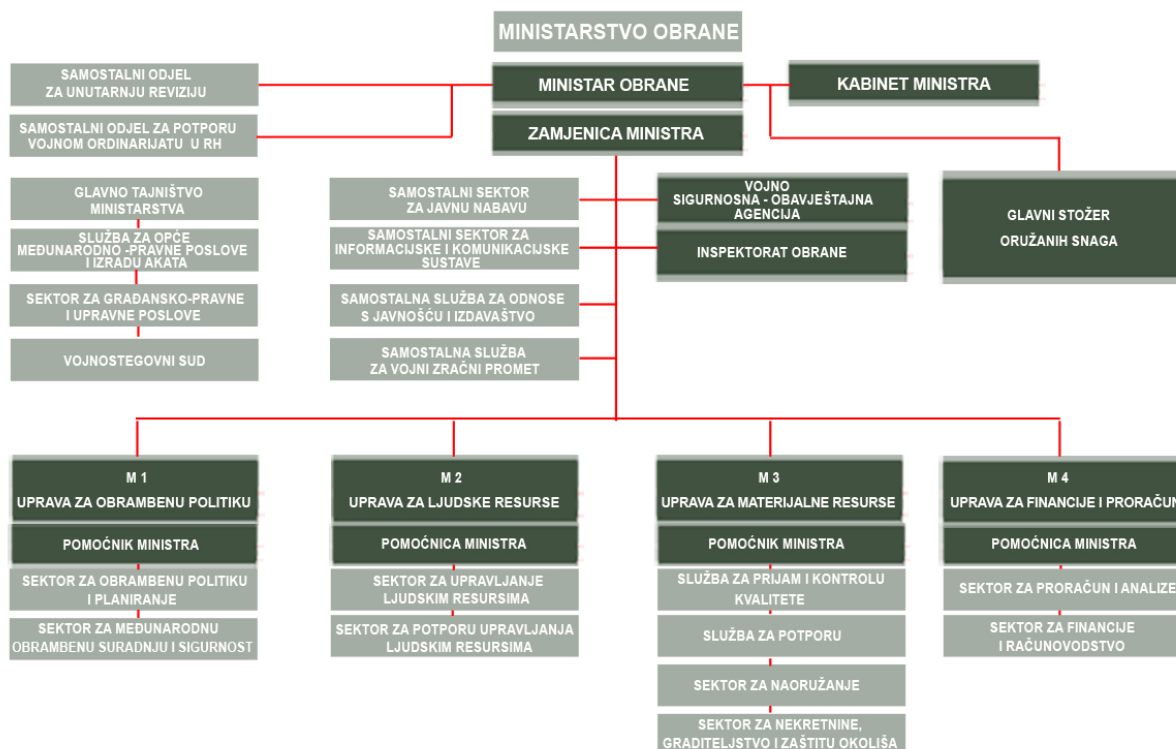 MINISTARSTVO OBRANE
SAMOSTALNI ODJEL
ZA UNUTARNJU REVIZIJU
MINISTAR OBRANE
KABINET MINISTRA
SAMOSTALNI ODJEL ZA POTPORU
VOJNOM ORDINARIJATU U RH
ZAMJENICA MINISTRA
GLAVNO TAJNIŠTVO
MINISTARSTVA
SLUŽBA ZA OPĆE
MEĐUNARODNO -PRAVNE POSLOVE
I IZRADU AKATA
SEKTOR ZA GRAĐANSKO-PRAVNE
I UPRAVNE POSLOVE
VOJNOSTEGOVNI SUD
SAMOSTALNI SEKTOR
ZA JAVNU NABAVU
SAMOSTALNI SEKTOR ZA
INFORMACIJSKE I KOMUNIKACIJSKE
SUSTAVE
SAMOSTALNA SLUŽBA ZA ODNOSE
S JAVNOŠĆU I IZDAVAŠTVO
SAMOSTALNA SLUŽBA
ZA VOJNI ZRAČNI PROMET
VOJNO
SIGURNOSNA - OBAVJEŠTAJNA
AGENCIJA
INSPEKTORAT OBRANE
GLAVNI STOŽER
ORUŽANIH SNAGA
M 1
UPRAVA ZA OBRAMBENU POLITIKU
POMOĆNIK MINISTRA
SEKTOR ZA OBRAMBENU POLITIKU
I PLANIRANJE
SEKTOR ZA MEĐUNARODNU
OBRAMBENU SURADNJU I SIGURNOST
M 2
UPRAVA ZA LJUDSKE RESURSE
POMOĆNICA MINISTRA
SEKTOR ZA UPRAVLJANJE
LJUDSKIM RESURSIMA
SEKTOR ZA POTPORU UPRAVLJANJA
LJUDSKIM RESURSIMA
M 3
UPRAVA ZA MATERIJALNE RESURSE
POMOĆNIK MINISTRA
SLUŽBA ZA PRIJAM I KONTROLU
KVALITETE
SLUŽBA ZA POTPORU
SEKTOR ZA NAORUŽANJE
SEKTOR ZA NEKRETNINE,
GRADITELJSTVO I ZAŠTITU OKOLIŠA
M 4
UPRAVA ZA FINANCIJE I PRORAČUN
POMOĆNICA MINISTRA
SEKTOR ZA PRORAČUN I ANALIZE
SEKTOR ZA FINANCIJE
I RAČUNOVODSTVO